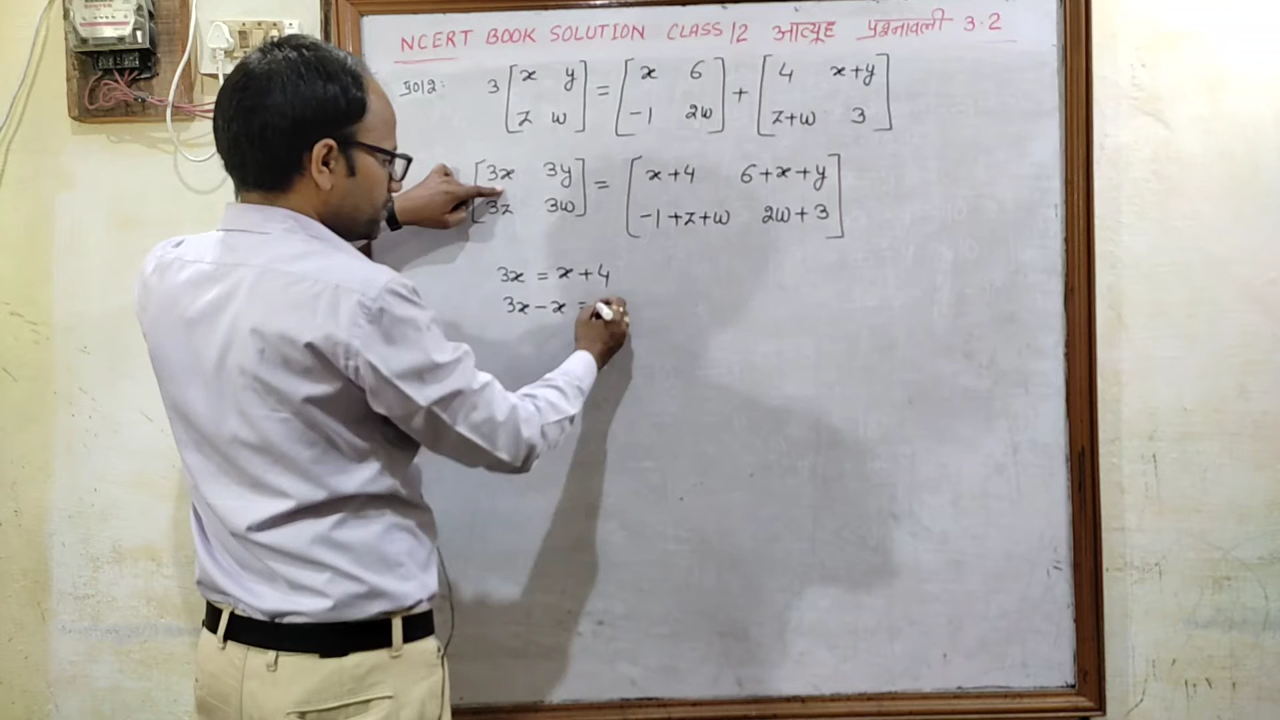 NCERT BOOK SOLUTION CLASS 12 आव्यूह प्रश्नावली 3.2
प्र012: 3 [x y; z w] = [x 6; -1 2w] + [4 x+y; z+w 3]
[3x 3y; 3z 3w] = [x+4 6+x+y; -1+z+w 2w+3]
3x = x+4
3x-x =